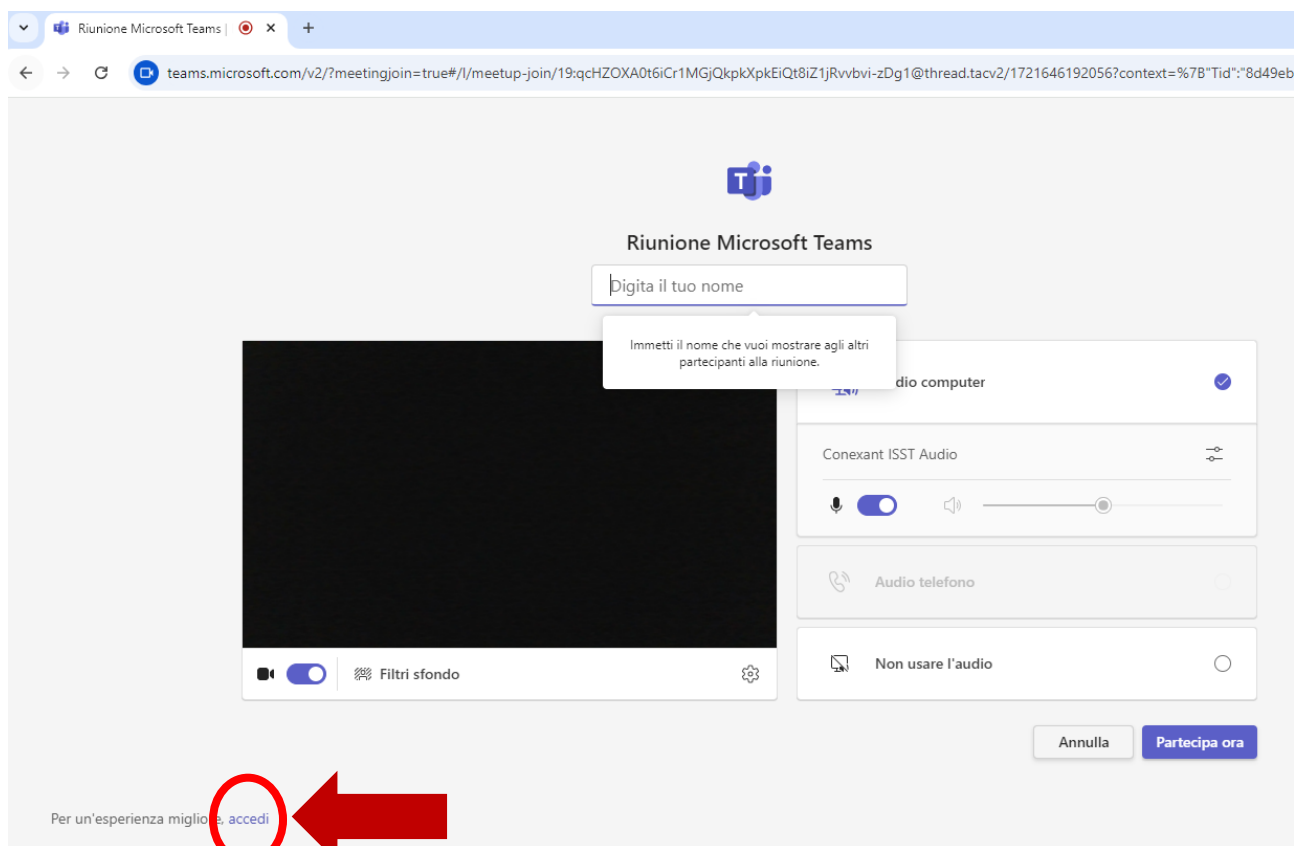 Riunione Microsoft Teams |
teams.microsoft.com/v2/?meetingjoin=true#/l/meetup-join/19:qcHZOXA0t6iCr1MGjQkpkXpkEiQt8iZ1jRvvbvi-zDg1@thread.tacv2/1721646192056?context=%7B"Tid":"8d49eb
Riunione Microsoft Teams
Digita il tuo nome
Immetti il nome che vuoi mostrare agli altri
partecipanti alla riunione.
dio computer
Conexant ISST Audio
Audio telefono
Non usare l'audio
Filtri sfondo
Annulla
Partecipa ora
Per un'esperienza migliore, accedi